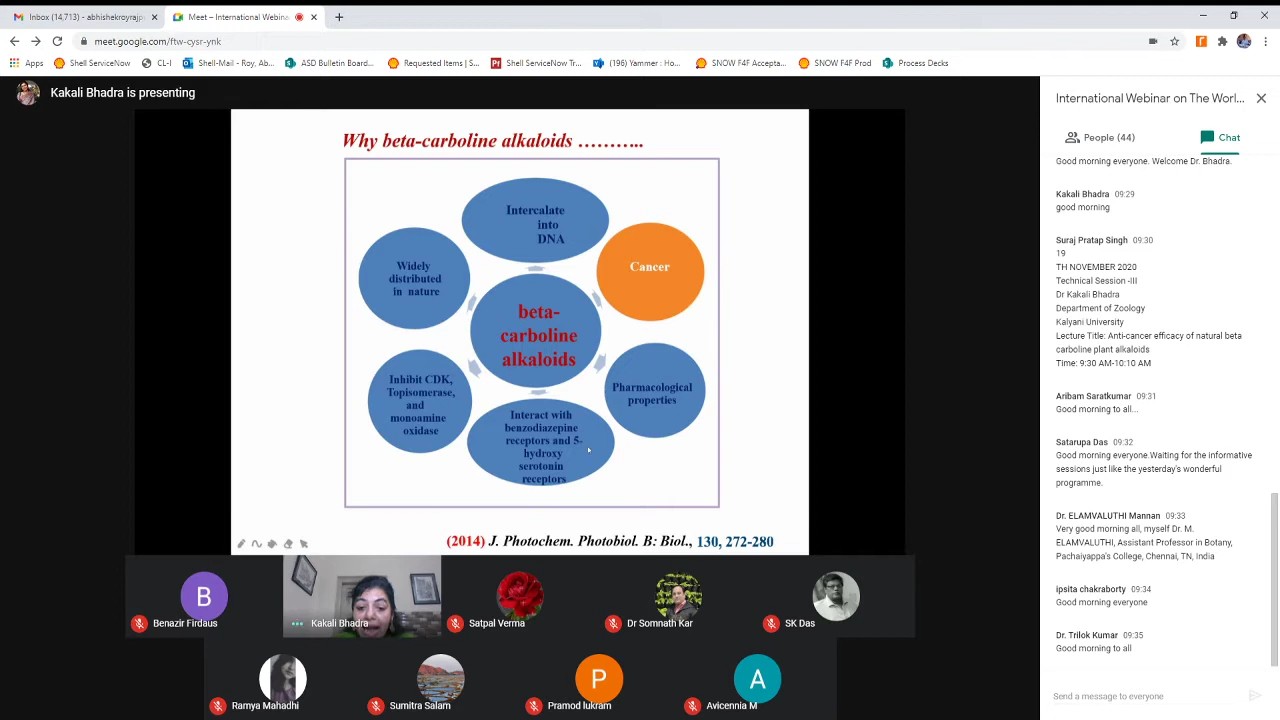 Inbox (14,713) - abhishekroyrajp
Meet – International Webina
meet.google.com/ftw-cysr-ynk
Apps
Shell ServiceNow
CL-I
Shell-Mail - Roy, Ab...
ASD Bulletin Board...
Requested Items | S...
Shell ServiceNow Tr...
(196) Yammer : Ho...
SNOW F4F Accepta...
SNOW F4F Prod
Process Decks
Kakali Bhadra is presenting
Why beta-carboline alkaloids ………..
Intercalate
into
DNA
Cancer
Widely
distributed
in nature
beta-
carboline
alkaloids
Inhibit CDK,
Topisomerase,
and
monoamine
oxidase
Pharmacological
properties
Interact with
benzodiazepine
receptors and 5-
hydroxy
serotonin
receptors
(2014) J. Photochem. Photobiol. B: Biol., 130, 272-280
B
Benazir Firdaus
Kakali Bhadra
Satpal Verma
Dr Somnath Kar
SK Das
Ramya Mahadhi
Sumitra Salam
P
Pramod lukram
A
Avicennia M
International Webinar on The Worl...
People (44)
Chat
Good morning everyone. Welcome Dr. Bhadra.
Kakali Bhadra 09:29
good morning
Suraj Pratap Singh 09:30
19
TH NOVEMBER 2020
Technical Session -III
Dr Kakali Bhadra
Department of Zoology
Kalyani University
Lecture Title: Anti-cancer efficacy of natural beta
carboline plant alkaloids
Time: 9:30 AM-10:10 AM
Aribam Saratkumar 09:31
Good morning to all...
Satarupa Das 09:32
Good morning everyone.Waiting for the informative
sessions just like the yesterday's wonderful
programme.
Dr. ELAMVALUTHI Mannan 09:33
Very good morning all, myself Dr. M.
ELAMVALUTHI, Assistant Professor in Botany,
Pachaiyappa's College, Chennai, TN, India
ipsita chakraborty 09:34
Good morning everyone
Dr. Trilok Kumar 09:35
Good morning to all
Send a message to everyone